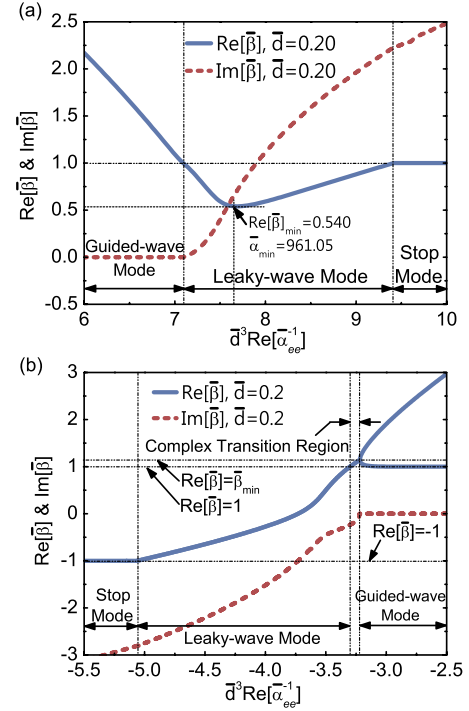 (a)
2.5
2.0
1.5
1.0
0.5
0.0
-0.5
Re[β̅] & Im[β̅]
Re[β̅], d̅=0.20
Im[β̅], d̅=0.20
Re[β̅]min=0.540
α̅min=961.05
Guided-wave
Mode
Leaky-wave Mode
Stop
Mode
6 7 8 9 10
d̅³Re[α̅ee⁻¹]
(b)
3
2
1
0
-1
-2
-3
Re[β̅] & Im[β̅]
Re[β̅], d̅=0.2
Im[β̅], d̅=0.2
Complex Transition Region
Re[β̅]=β̅min
Re[β̅]=1
Re[β̅]=-1
Stop
Mode
Leaky-wave Mode
Guided-wave
Mode
-5.5 -5.0 -4.5 -4.0 -3.5 -3.0 -2.5
d̅³Re[α̅ee⁻¹]